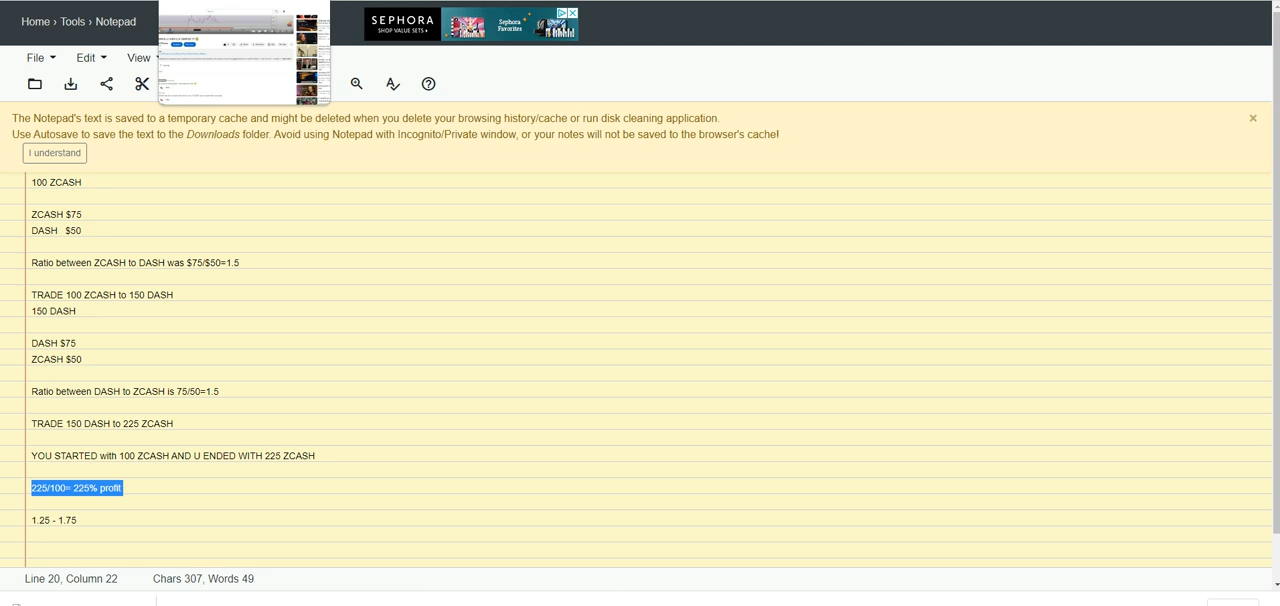 Home › Tools › Notepad
SEPHORA
SHOP VALUE SETS
Sephora
Favorites
File Edit View
The Notepad's text is saved to a temporary cache and might be deleted when you delete your browsing history/cache or run disk cleaning application.
Use Autosave to save the text to the Downloads folder. Avoid using Notepad with Incognito/Private window, or your notes will not be saved to the browser's cache!
I understand
100 ZCASH
ZCASH $75
DASH $50
Ratio between ZCASH to DASH was $75/$50=1.5
TRADE 100 ZCASH to 150 DASH
150 DASH
DASH $75
ZCASH $50
Ratio between DASH to ZCASH is 75/50=1.5
TRADE 150 DASH to 225 ZCASH
YOU STARTED with 100 ZCASH AND U ENDED WITH 225 ZCASH
225/100= 225% profit
1.25 - 1.75
Line 20, Column 22 Chars 307, Words 49